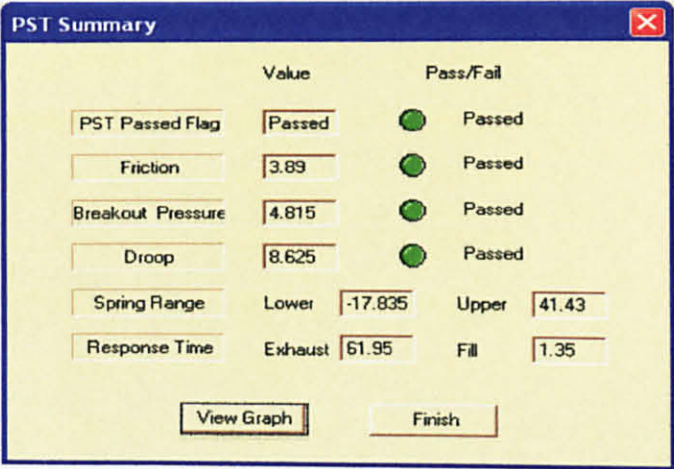 PST Summary
Value Pass/Fail
PST Passed Flag Passed Passed
Friction 3.89 Passed
Breakout Pressure 4.815 Passed
Droop 8.625 Passed
Spring Range Lower -17.835 Upper 41.43
Response Time Exhaust 61.95 Fill 1.35
View Graph Finish